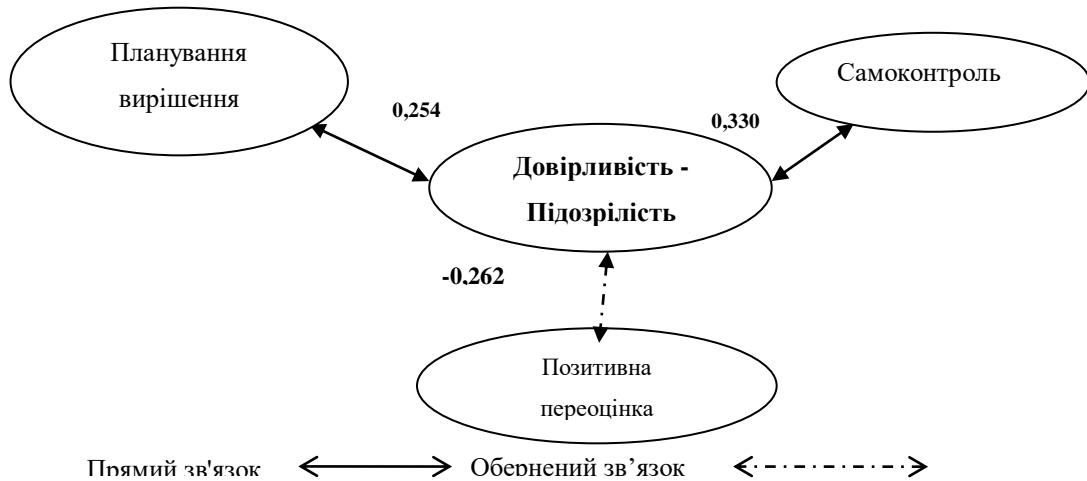 Планування
вирішення
Самоконтроль
0,254
0,330
Довірливість -
Підозрілість
-0,262
Позитивна
переоцінка
Прямий зв'язок
Обернений зв’язок